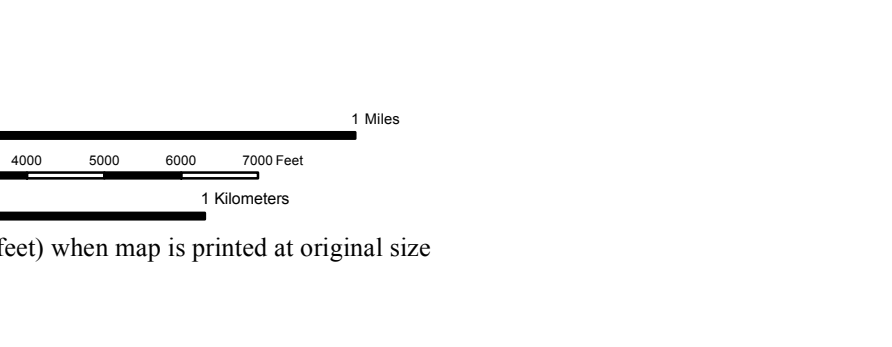 1 Miles
4000 5000 6000 7000 Feet
1 Kilometers
feet) when map is printed at original size